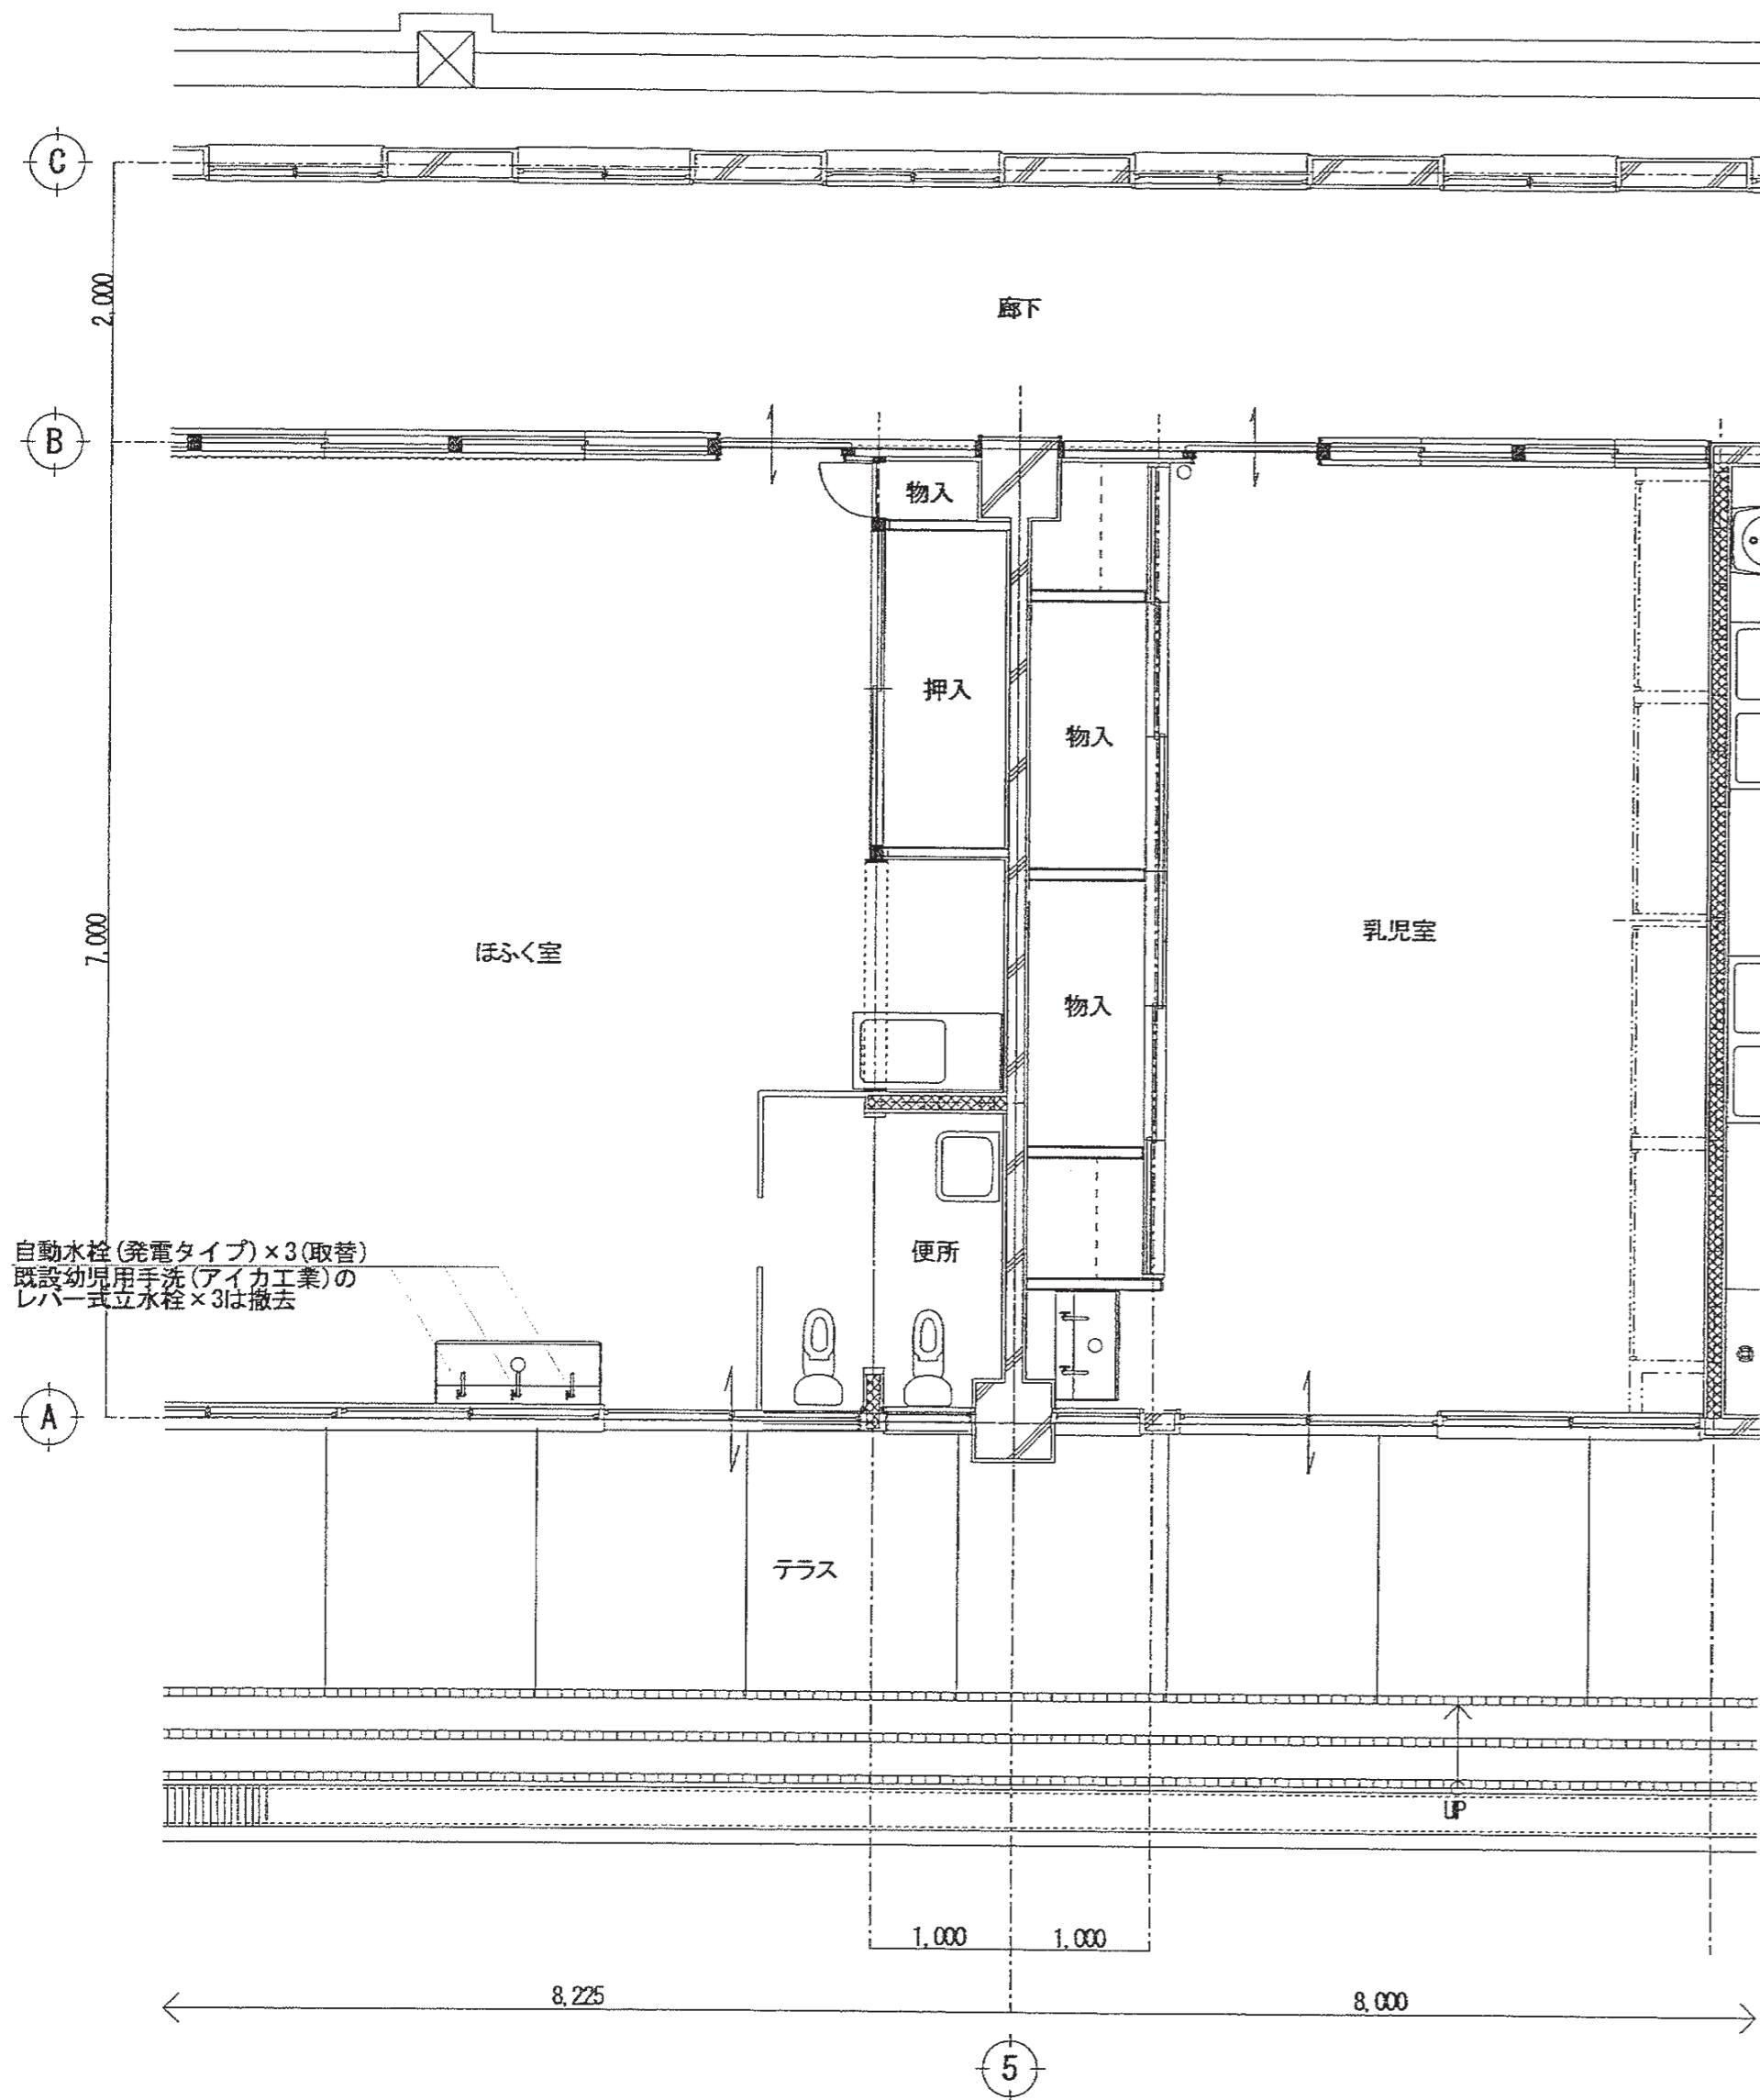 C
2,000
廊下
B
物入
押入
物入
7,000
ほふく室
乳児室
物入
自動水栓(発電タイプ)×3(取替)
既設幼児用手洗(アイカ工業)の
レバー式立水栓×3は撤去
便所
A
テラス
UP
1,000
1,000
8,225
8,000
5